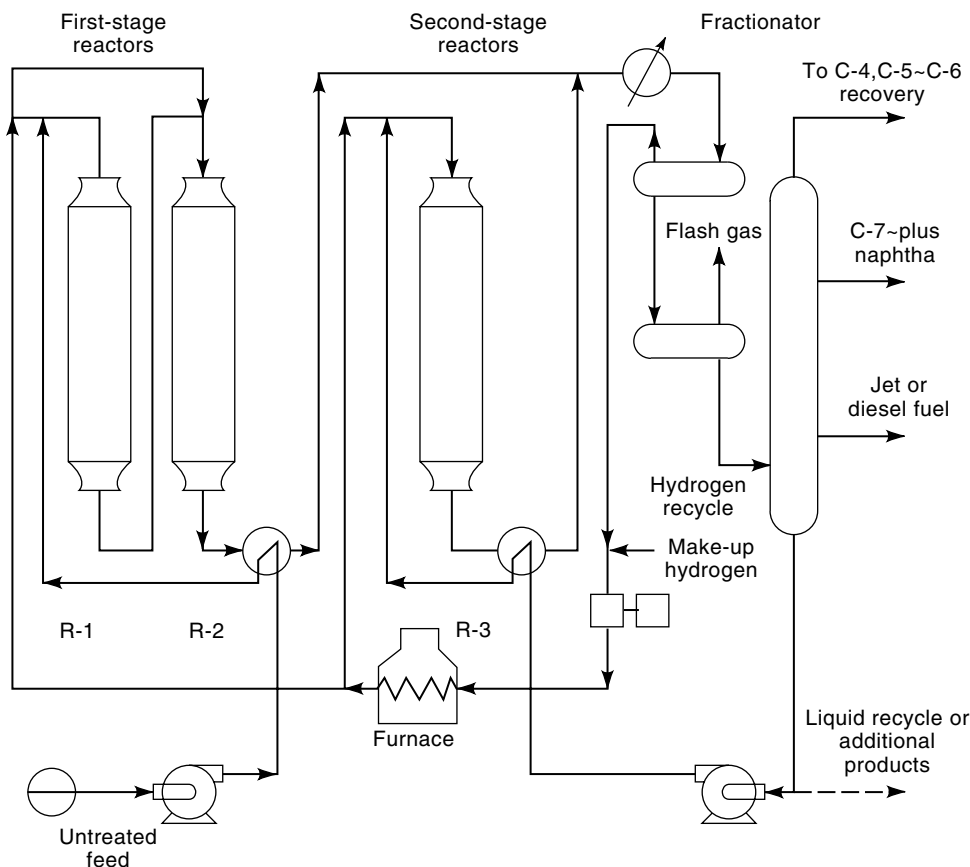 First-stage
reactors
Second-stage
reactors
Fractionator
To C-4,C-5~C-6
recovery
Flash gas
C-7~plus
naphtha
Jet or
diesel fuel
Hydrogen
recycle
Make-up
hydrogen
R-1
R-2
R-3
Furnace
Liquid recycle or
additional
products
Untreated
feed